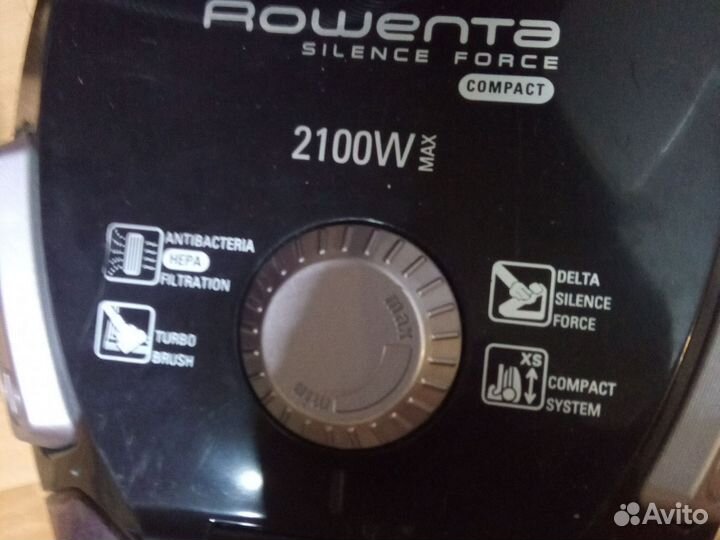 ROWENTA
SILENCE FORCE
COMPACT
2100W MAX
ANTIBACTERIA
HEPA
FILTRATION
TURBO
BRUSH
max
min
DELTA
SILENCE
FORCE
XS
COMPACT
SYSTEM
Avito